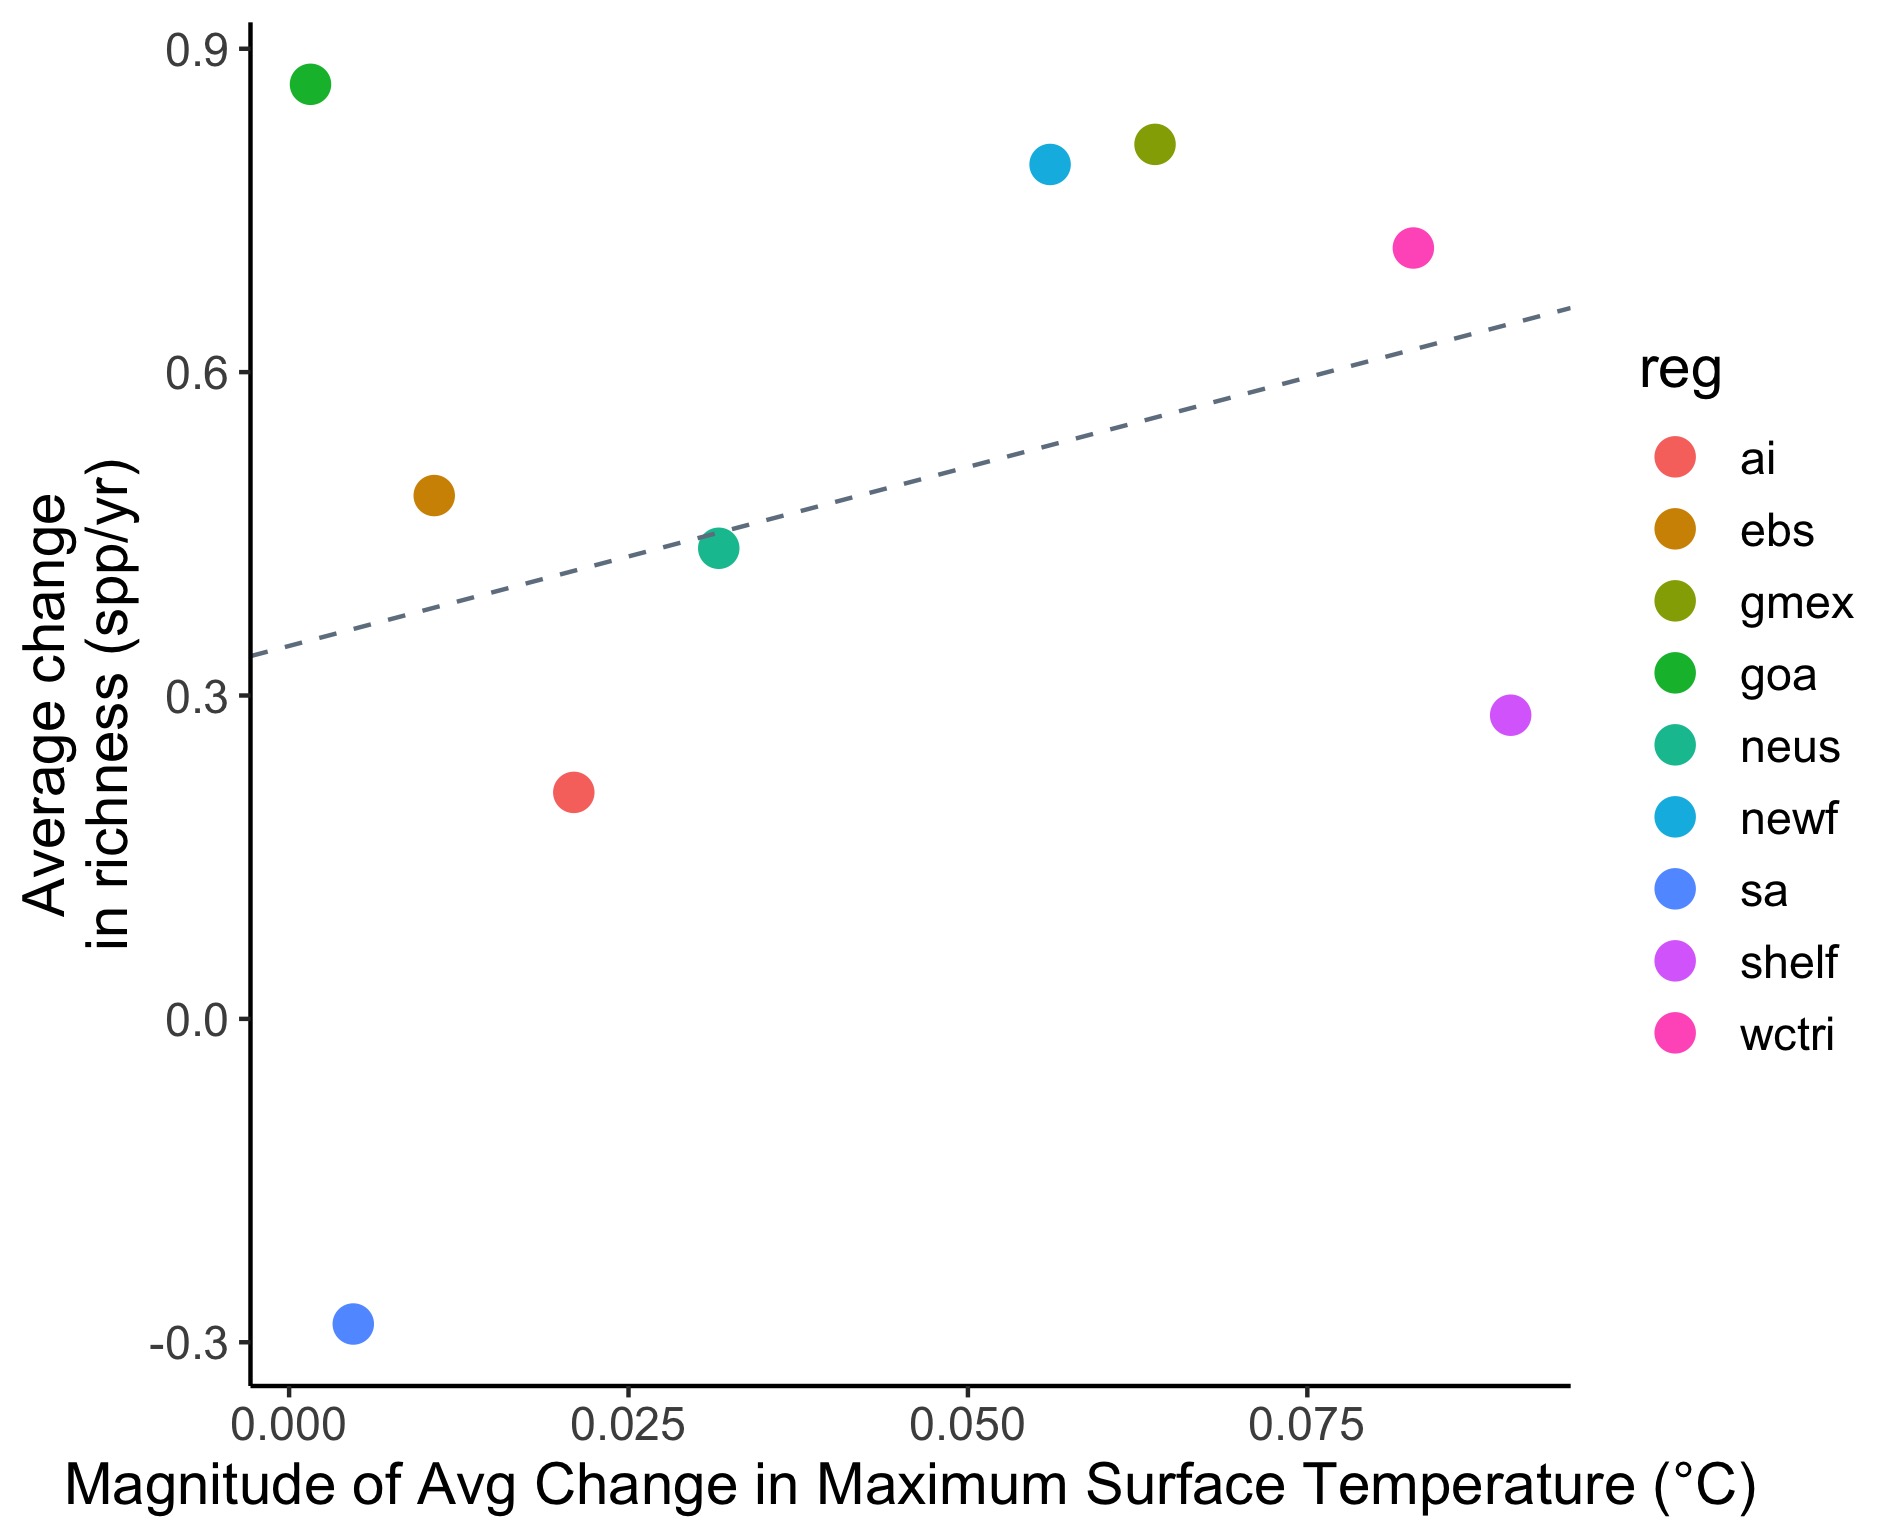 Average change
in richness (spp/yr)
0.9
0.6
0.3
0.0
-0.3
0.000
0.025
0.050
0.075
Magnitude of Avg Change in Maximum Surface Temperature (°C)
reg
ai
ebs
gmex
goa
neus
newf
sa
shelf
wctri